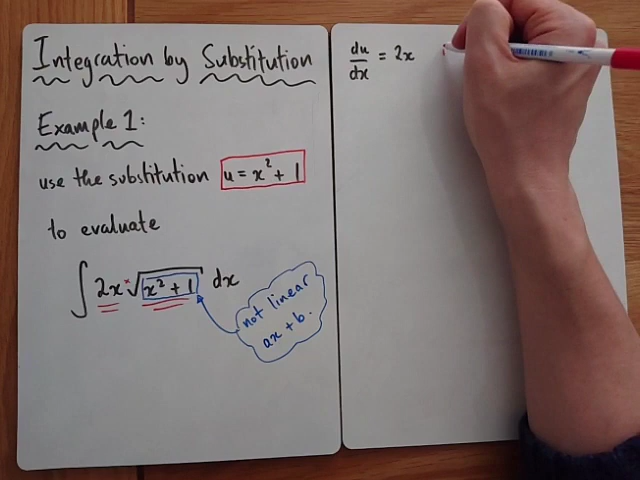 Integration by Substitution
Example 1:
use the substitution u = x² + 1
to evaluate
∫ 2x × √(x² + 1) dx
not linear
ax + b.
du/dx = 2x